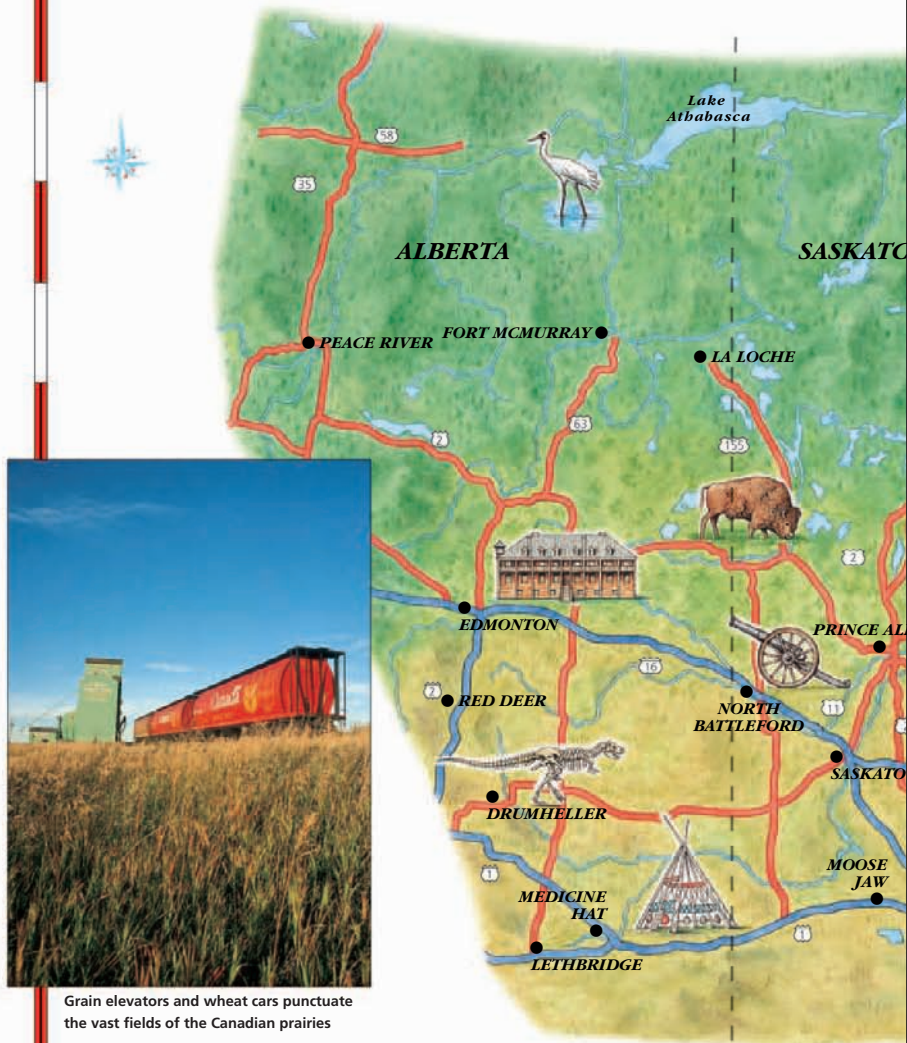 Lake
Athabasca
58
35
ALBERTA
SASKATC
PEACE RIVER
FORT MCMURRAY
LA LOCHE
2
63
155
2
EDMONTON
PRINCE AL
16
2
RED DEER
NORTH
BATTLEFORD
11
SASKATO
DRUMHELLER
1
MOOSE
JAW
MEDICINE
HAT
1
LETHBRIDGE
Grain elevators and wheat cars punctuate
the vast fields of the Canadian prairies